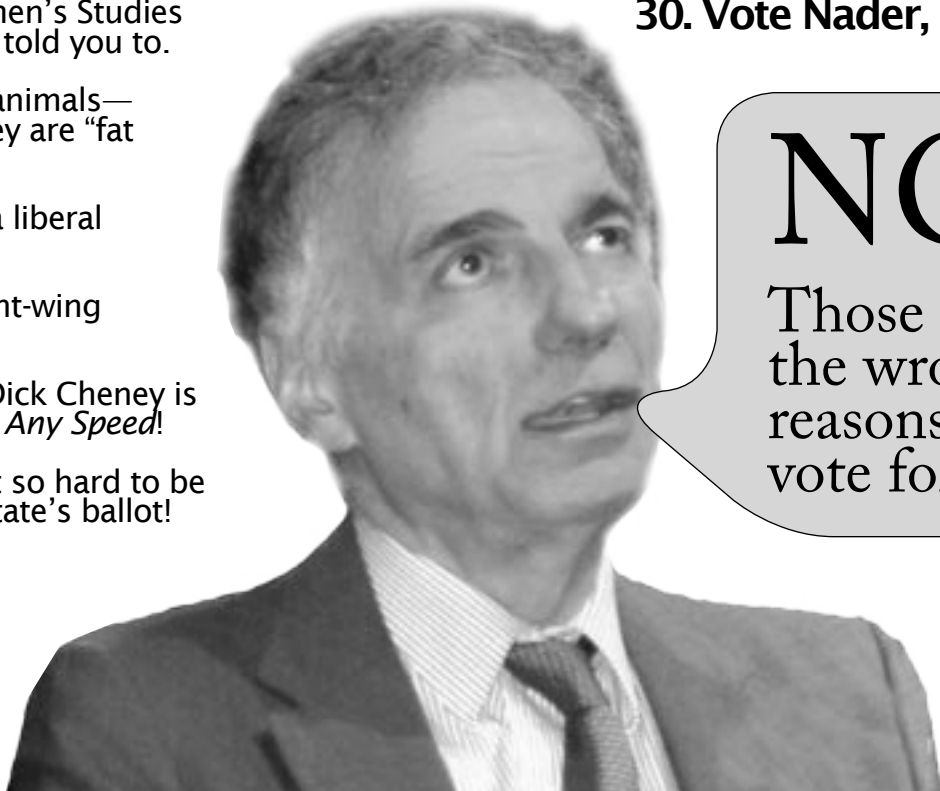 men's Studies
told you to.
animals—
ey are “fat
a liberal
nt-wing
Dick Cheney is
Any Speed!
t so hard to be
tate's ballot!
30. Vote Nader,
NO
Those
the wro
reasons
vote fo